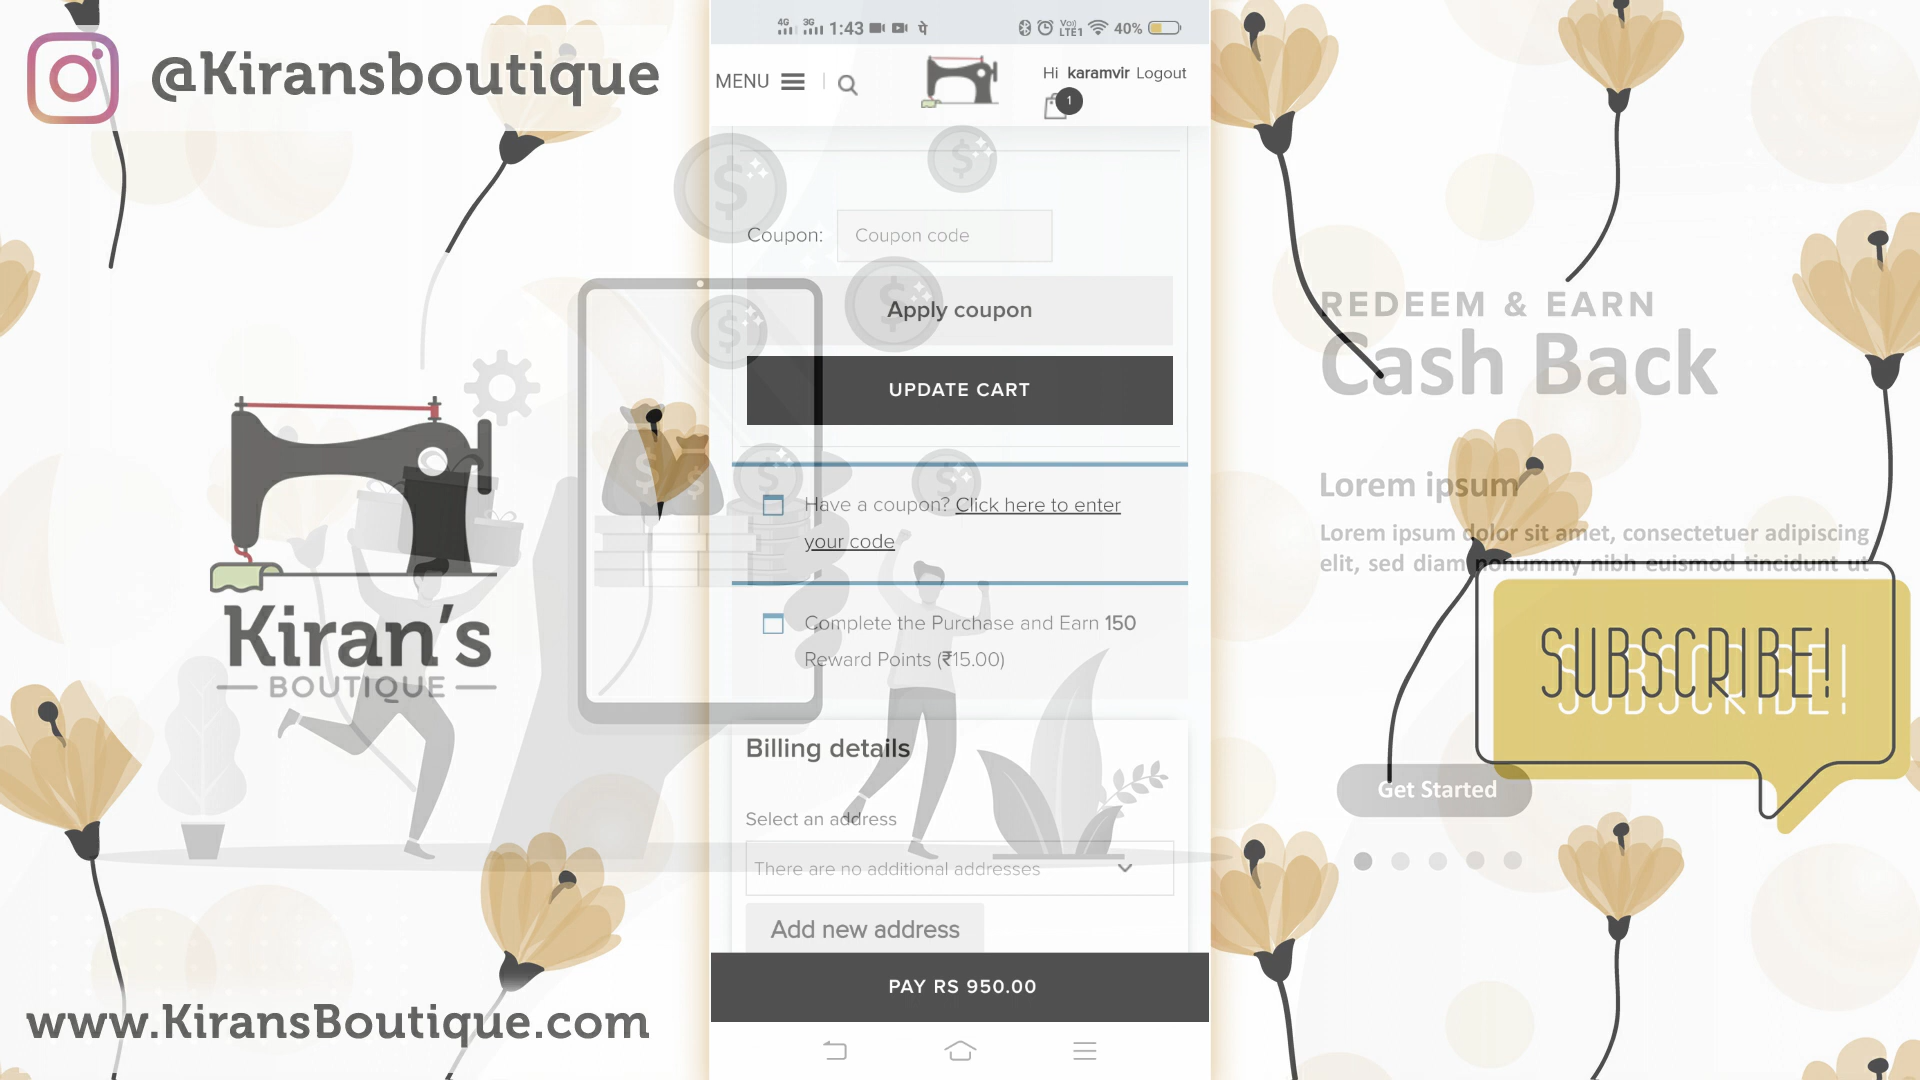 @Kiransboutique
4G 3G 1:43 पे Vo)) LTE1 40%
MENU
Hi karamvir Logout
1
Coupon: Coupon code
Apply coupon
UPDATE CART
Have a coupon? Click here to enter
your code
Complete the Purchase and Earn 150
Reward Points (₹15.00)
Billing details
Select an address
There are no additional addresses
Add new address
PAY RS 950.00
Kiran's
BOUTIQUE
www.KiransBoutique.com
REDEEM & EARN
Cash Back
Lorem ipsum
Lorem ipsum dolor sit amet, consectetuer adipiscing
elit, sed diam nonummy nibh euismod tincidunt ut
SUBSCRIBE!
Get Started